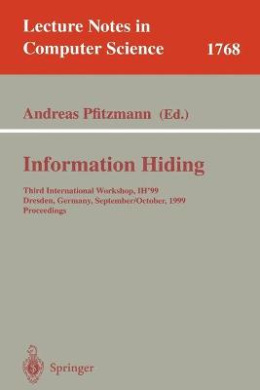 Lecture Notes in
Computer Science 1768
Andreas Pfitzmann (Ed.)
Information Hiding
Third International Workshop, IH'99
Dresden, Germany, September/October, 1999
Proceedings
Springer